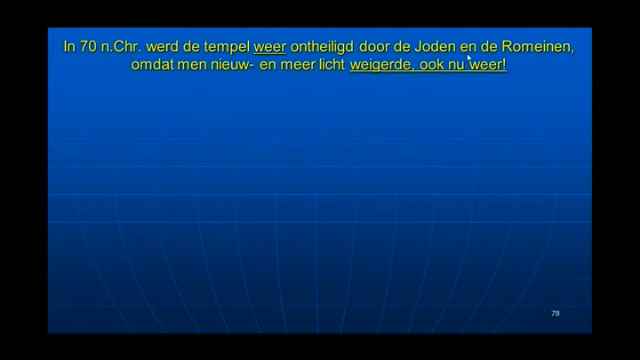 In 70 n.Chr. werd de tempel weer ontheiligd door de Joden en de Romeinen,
omdat men nieuw- en meer licht weigerde, ook nu weer!
78